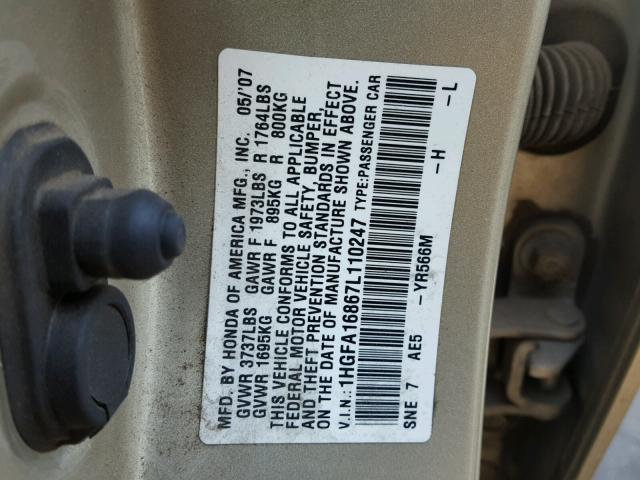 MFD. BY HONDA OF AMERICA MFG., INC. 05/'07
GVWR 3737LBS GAWR F 1973LBS R 1764LBS
GVWR 1695KG GAWR F 895KG R 800KG
THIS VEHICLE CONFORMS TO ALL APPLICABLE
FEDERAL MOTOR VEHICLE SAFETY, BUMPER,
AND THEFT PREVENTION STANDARDS IN EFFECT
ON THE DATE OF MANUFACTURE SHOWN ABOVE.
V.I.N.: 1HGFA16867L110247 TYPE:PASSENGER CAR
SNE 7 AE5 - YR566M -H -L